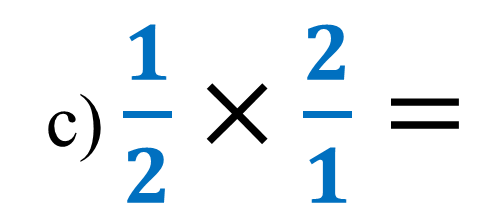 c) 1/2 × 2/1 =